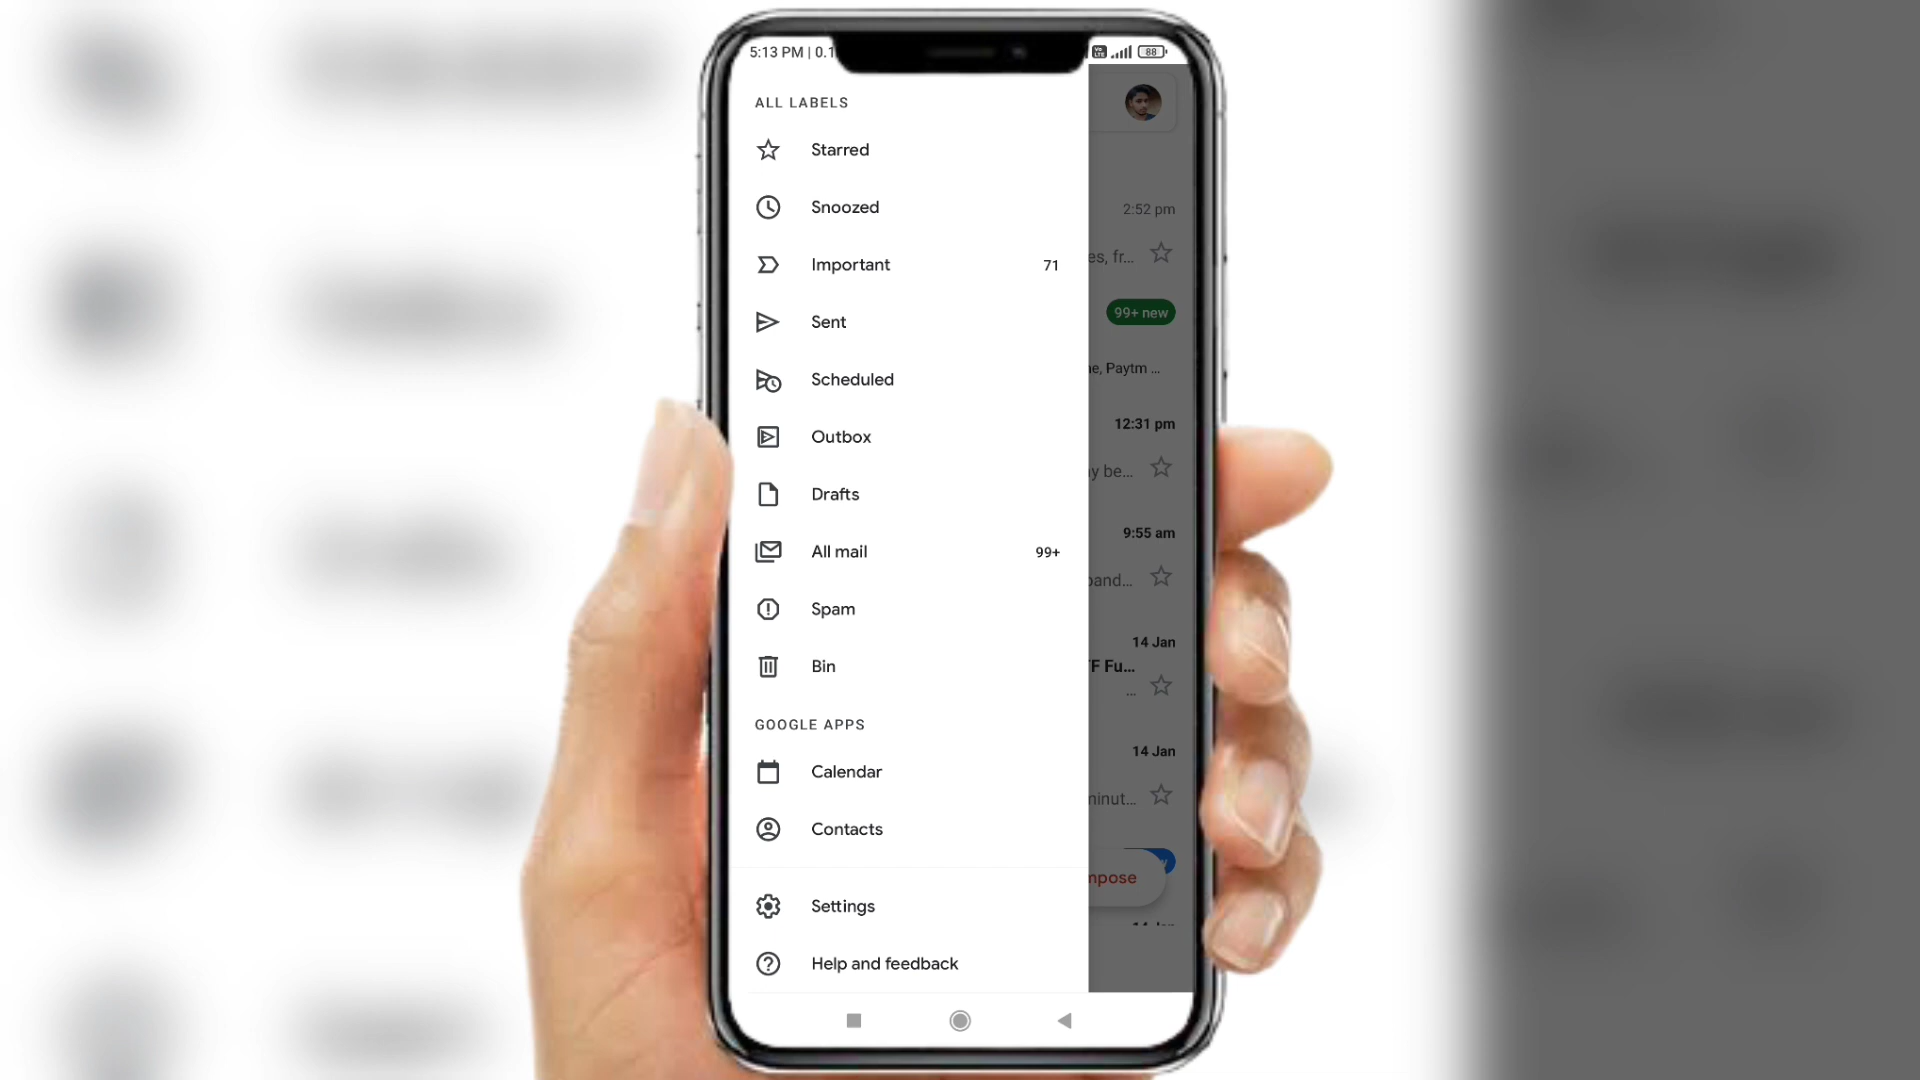 5:13 PM | 0.1
88
ALL LABELS
Starred
Snoozed
2:52 pm
Important 71
es, fr...
99+ new
Sent
Paytm ...
Scheduled
12:31 pm
Outbox
y be...
Drafts
9:55 am
All mail 99+
and...
Spam
14 Jan
Bin
F Fu...
...
GOOGLE APPS
14 Jan
Calendar
minut...
Contacts
mpose
Settings
Help and feedback